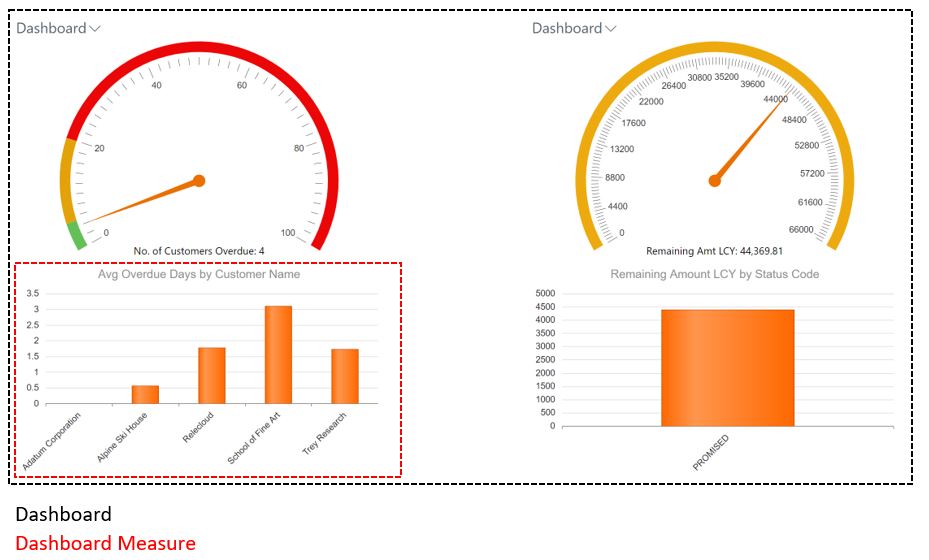 Dashboard
Dashboard
0
20
40
60
80
100
No. of Customers Overdue: 4
0
4400
8800
13200
17600
22000
26400
30800
35200
39600
44000
48400
52800
57200
61600
66000
Remaining Amt LCY: 44,369.81
Avg Overdue Days by Customer Name
3.5
3
2.5
2
1.5
1
0.5
0
Adatum Corporation
Alpine Ski House
Relecloud
School of Fine Art
Trey Research
Remaining Amount LCY by Status Code
5000
4500
4000
3500
3000
2500
2000
1500
1000
500
0
PROMISED
Dashboard
Dashboard Measure